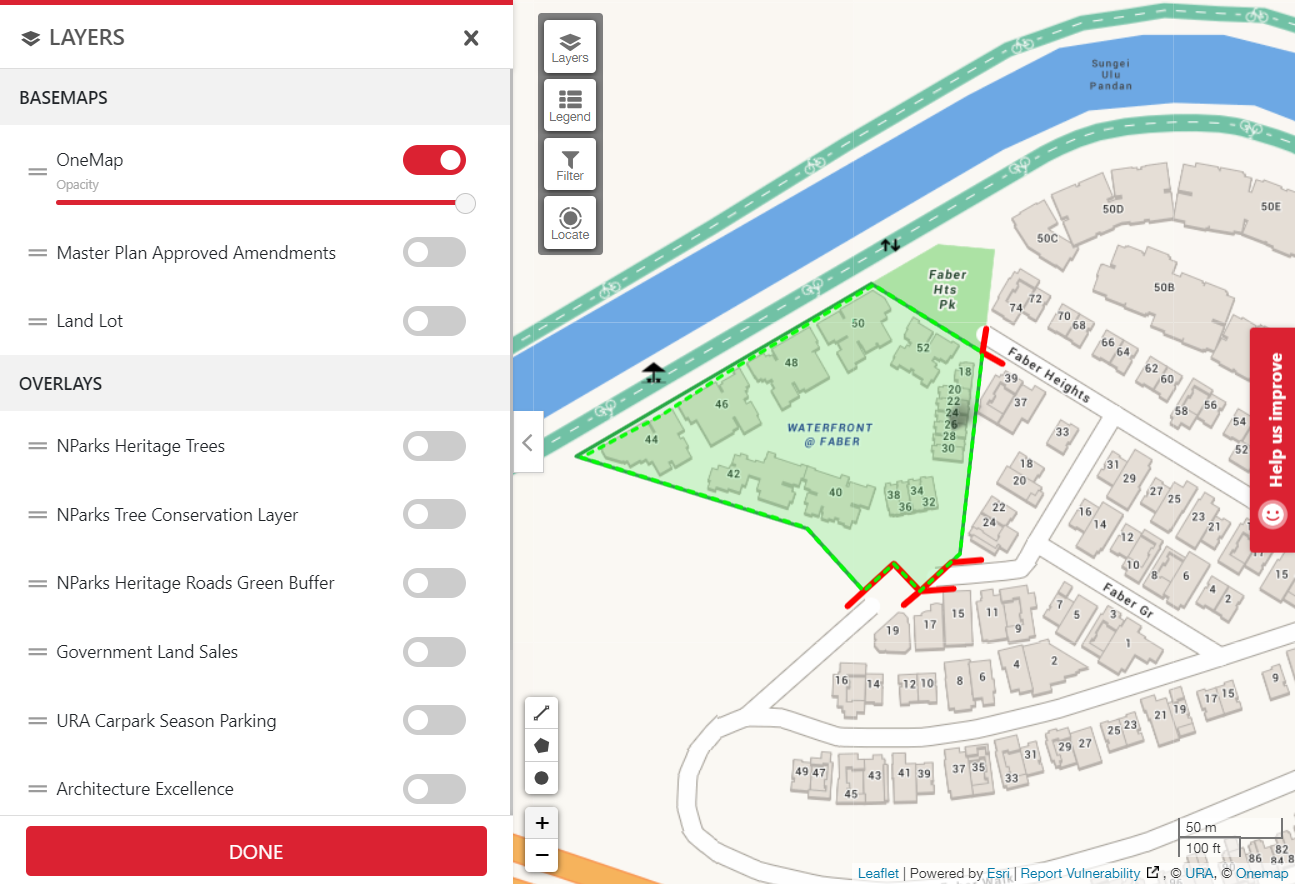 LAYERS
BASEMAPS
OneMap
Opacity
Master Plan Approved Amendments
Land Lot
OVERLAYS
NParks Heritage Trees
NParks Tree Conservation Layer
NParks Heritage Roads Green Buffer
Government Land Sales
URA Carpark Season Parking
Architecture Excellence
DONE
Layers
Legend
Filter
Locate
Sungei
Ulu
Pandan
50D
50E
50C
50B
Faber
Hts
Pk
74
72
70
68
66
64
62
60
58
56
54
52
Faber Heights
50
52
48
46
44
42
40
38
34
36
32
18
20
22
24
26
28
30
WATERFRONT
@ FABER
39
37
33
18
20
22
24
31
29
27
25
23
21
16
14
12
10
8
6
4
2
15
Faber Gr
7
5
3
1
19
17
15
11
9
4
2
16
14
12
10
8
6
49
47
45
43
41
39
37
35
33
31
29
27
25
23
21
19
17
15
9
Help us improve
+
−
50 m
100 ft
82
86
84
Leaflet | Powered by Esri | Report Vulnerability , © URA, © Onemap